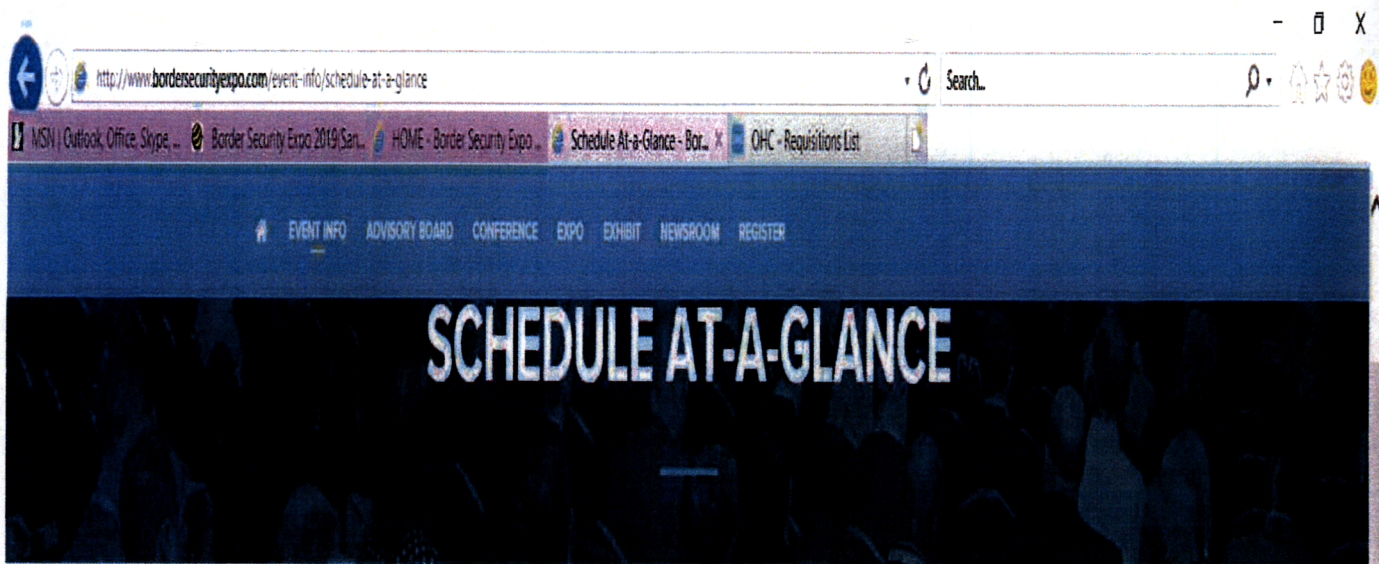 http://www.bordersecurityexpo.com/event-info/schedule-at-a-glance
Search...
MSN | Outlook, Office, Skype, ...
Border Security Expo 2019|San...
HOME - Border Security Expo ...
Schedule At-a-Glance - Bor... X
OHC - Requisitions List
EVENT INFO ADVISORY BOARD CONFERENCE EXPO EXHIBIT NEWSROOM REGISTER
SCHEDULE AT-A-GLANCE